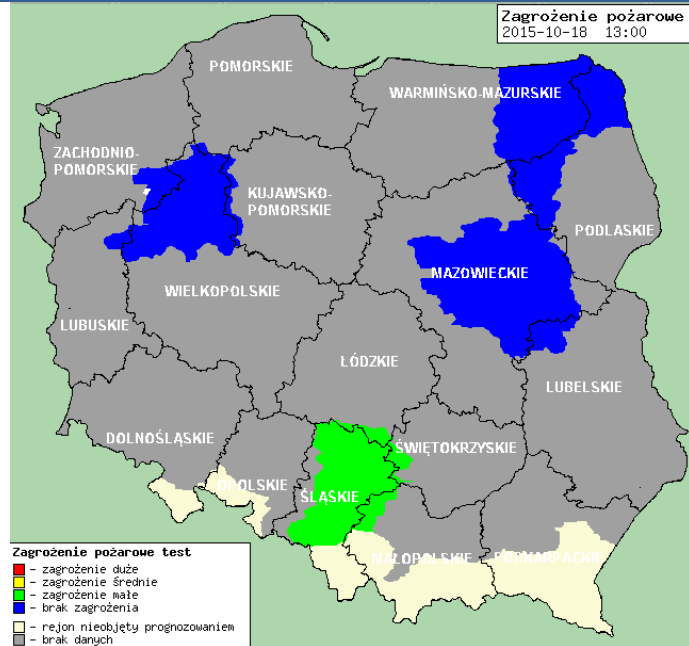 Zagrożenie pożarowe
2015-10-18 13:00
POMORSKIE
WARMIŃSKO-MAZURSKIE
ZACHODNIO-
POMORSKIE
KUJAWSKO-
POMORSKIE
PODLASKIE
MAZOWIECKIE
WIELKOPOLSKIE
LUBUSKIE
ŁÓDZKIE
LUBELSKIE
DOLNOŚLĄSKIE
ŚWIĘTOKRZYSKIE
OPOLSKIE
ŚLĄSKIE
MAŁOPOLSKIE
PODKARPACKIE
Zagrożenie pożarowe test
- zagrożenie duże
- zagrożenie średnie
- zagrożenie małe
- brak zagrożenia
- rejon nieobjęty prognozowaniem
- brak danych